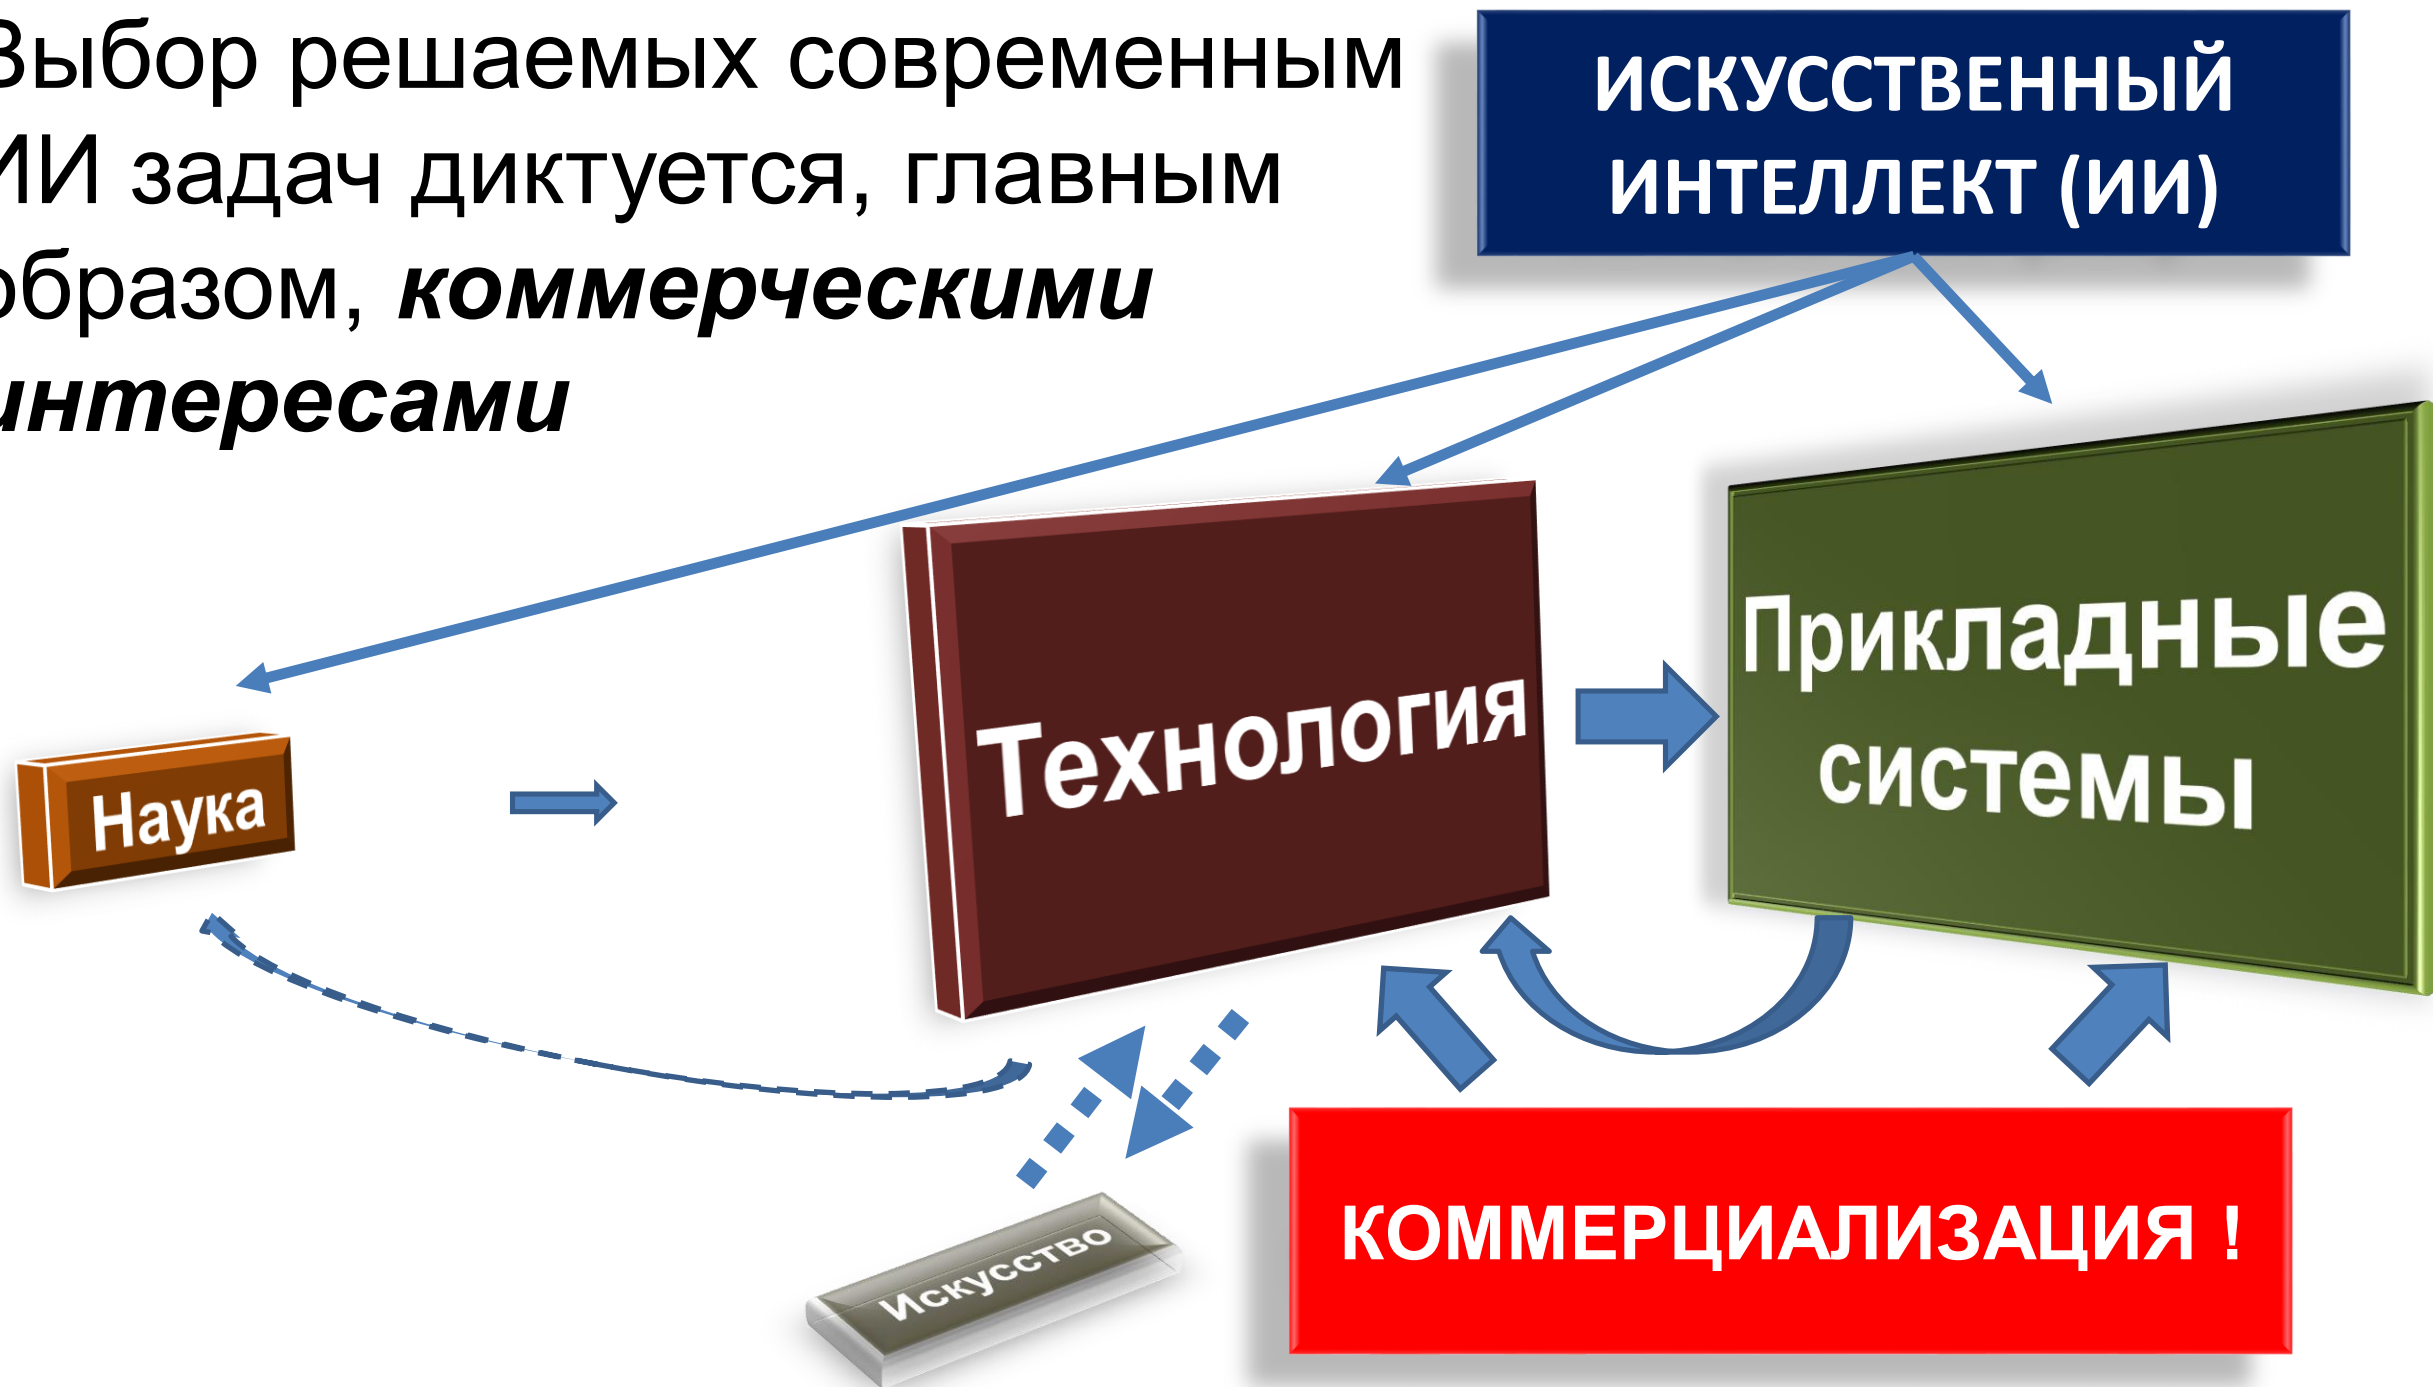 Выбор решаемых современным
ИИ задач диктуется, главным
образом, коммерческими
интересами
ИСКУССТВЕННЫЙ
ИНТЕЛЛЕКТ (ИИ)
Наука
Технология
Прикладные
системы
Искусство
КОММЕРЦИАЛИЗАЦИЯ !